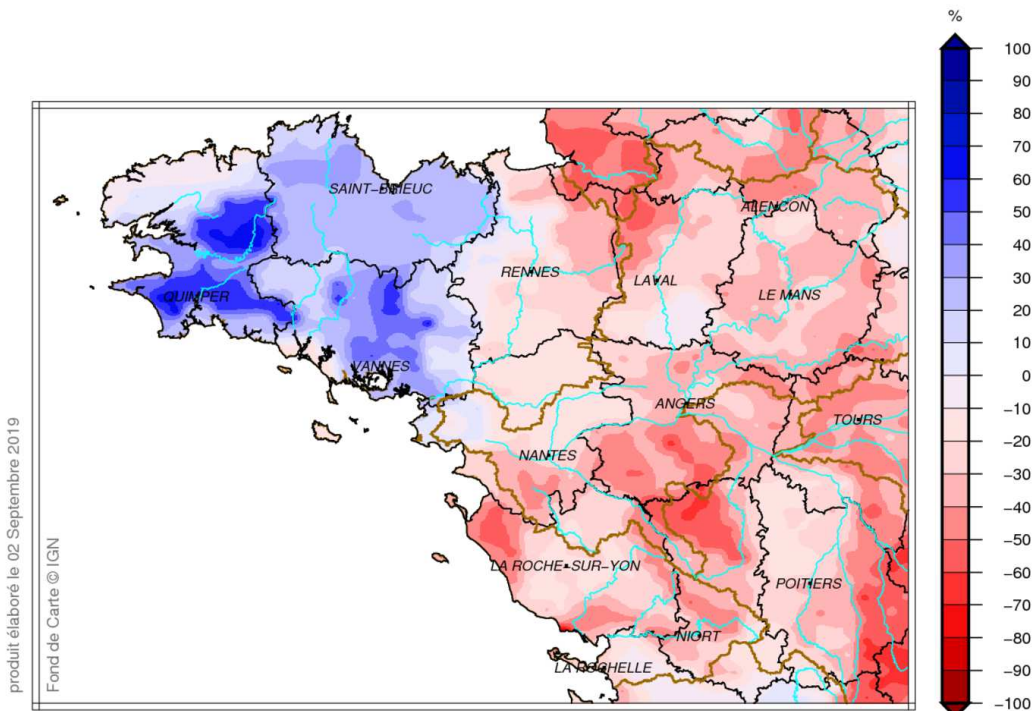 %
100
90
80
70
60
50
40
30
20
10
0
−10
−20
−30
−40
−50
−60
−70
−80
−90
−100
SAINT−BRIEUC
ALENCON
RENNES
LAVAL
LE MANS
QUIMPER
VANNES
ANGERS
TOURS
NANTES
LA ROCHE−SUR−YON
POITIERS
NIORT
LA ROCHELLE
produit élaboré le 02 Septembre 2019
Fond de Carte © IGN